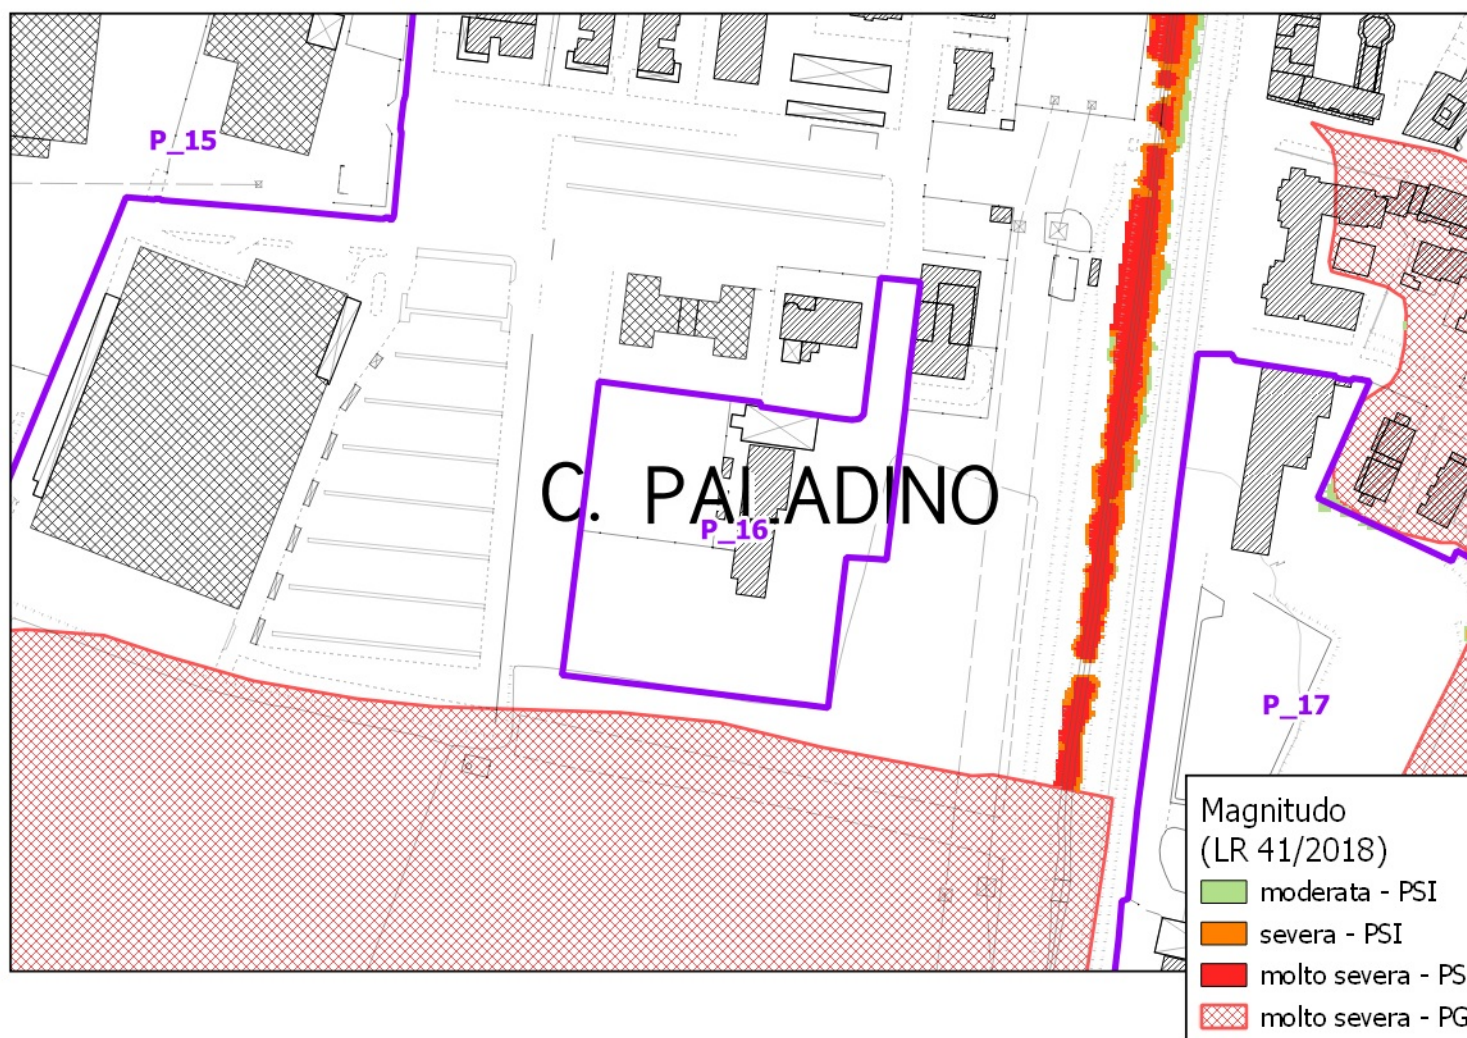 P_15
C. PALADINO
P_16
P_17
Magnitudo
(LR 41/2018)
moderata - PSI
severa - PSI
molto severa - PS
molto severa - PG